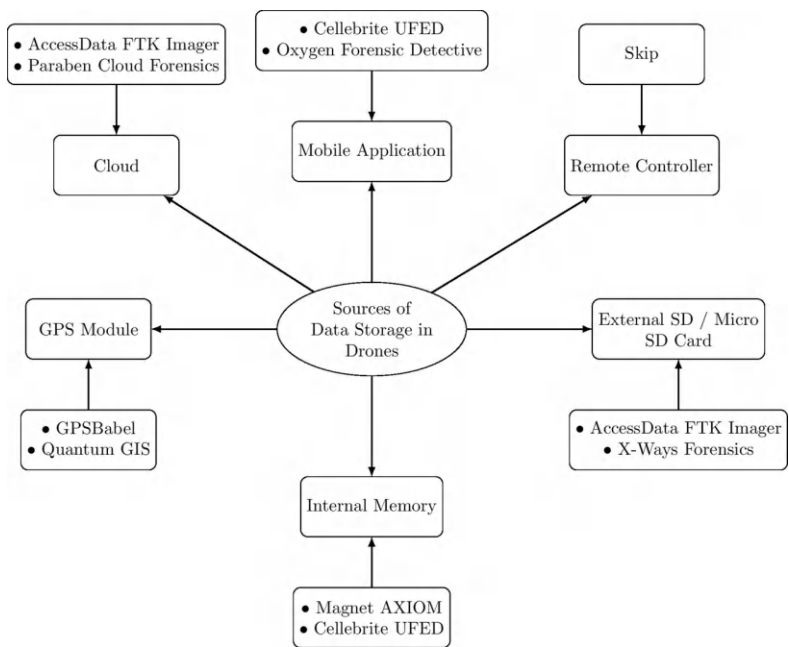 ● AccessData FTK Imager
● Paraben Cloud Forensics
● Cellebrite UFED
● Oxygen Forensic Detective
Skip
Cloud
Mobile Application
Remote Controller
Sources of
Data Storage in
Drones
GPS Module
External SD / Micro
SD Card
● GPSBabel
● Quantum GIS
● AccessData FTK Imager
● X-Ways Forensics
Internal Memory
● Magnet AXIOM
● Cellebrite UFED